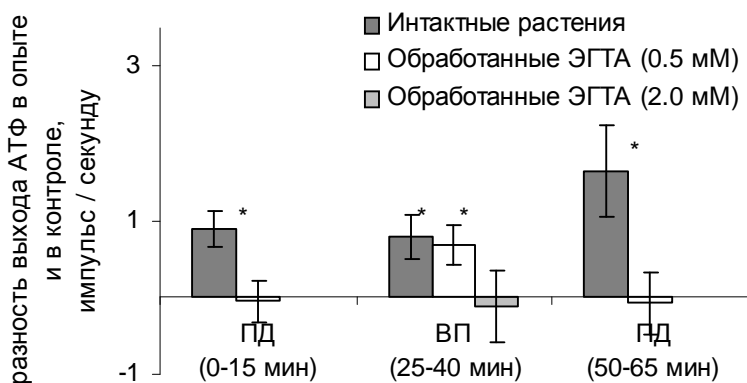 разность выхода АТФ в опыте
и в контроле,
импульс / секунду
Интактные растения
Обработанные ЭГТА (0.5 мМ)
Обработанные ЭГТА (2.0 мМ)
3
1
-1
*
* *
*
ПД ВП ПД
(0-15 мин) (25-40 мин) (50-65 мин)